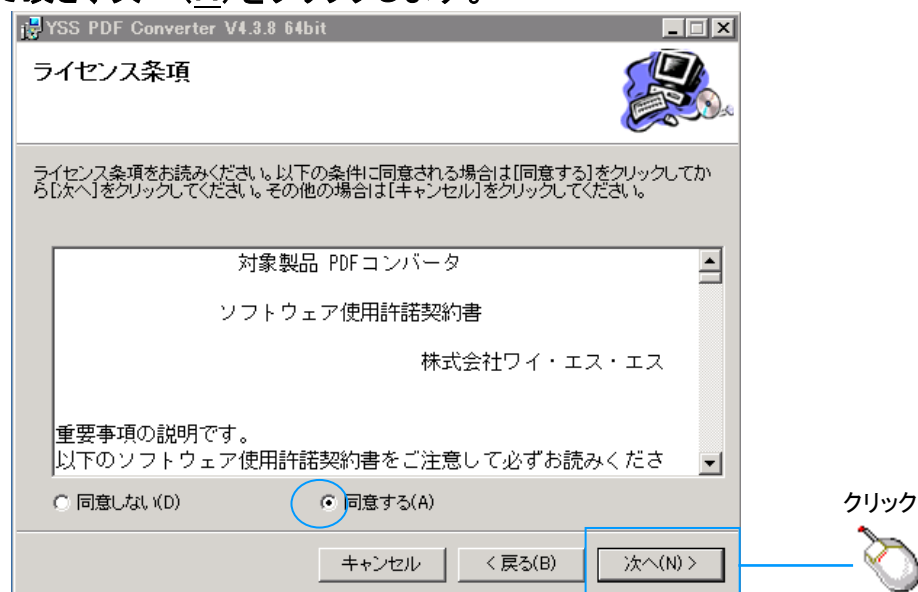 YSS PDF Converter V4.3.8 64bit
ライセンス条項
ライセンス条項をお読みください。以下の条件に同意される場合は[同意する]をクリックしてか
ら[次へ]をクリックしてください。その他の場合は[キャンセル]をクリックしてください。
対象製品 PDFコンバータ
ソフトウェア使用許諾契約書
株式会社ワイ・エス・エス
重要事項の説明です。
以下のソフトウェア使用許諾契約書をご注意して必ずお読みくださ
同意しない(D) 同意する(A)
クリック
キャンセル < 戻る(B) 次へ(N) >